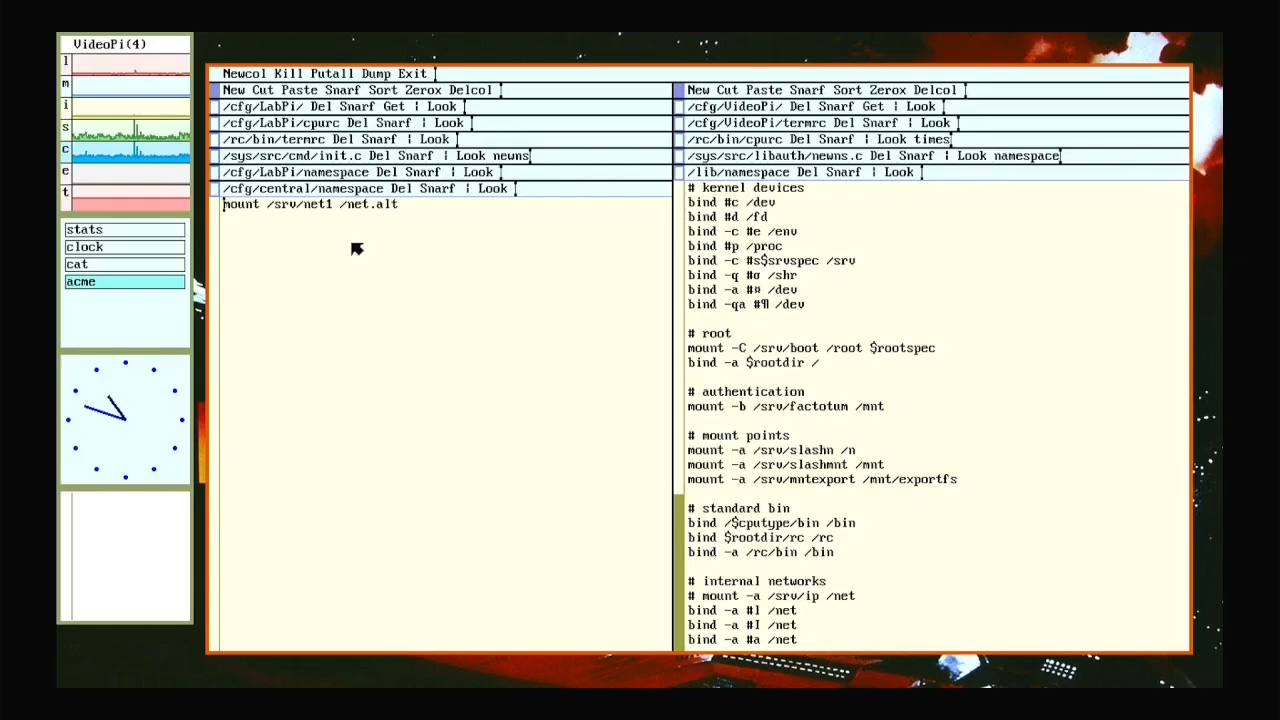 VideoPi(4)
l
m
i
s
c
e
t
stats
clock
cat
acme
Newcol Kill Putall Dump Exit
New Cut Paste Snarf Sort Zerox Delcol
/cfg/LabPi/ Del Snarf Get | Look
/cfg/LabPi/cpurc Del Snarf | Look
/rc/bin/termrc Del Snarf | Look
/sys/src/cmd/init.c Del Snarf | Look newns
/cfg/LabPi/namespace Del Snarf | Look
/cfg/central/namespace Del Snarf | Look
mount /srv/net1 /net.alt
New Cut Paste Snarf Sort Zerox Delcol
/cfg/VideoPi/ Del Snarf Get | Look
/cfg/VideoPi/termrc Del Snarf | Look
/rc/bin/cpurc Del Snarf | Look times
/sys/src/libauth/newns.c Del Snarf | Look namespace
/lib/namespace Del Snarf | Look
# kernel devices
bind #c /dev
bind #d /fd
bind -c #e /env
bind #p /proc
bind -c #s$srvspec /srv
bind -q #σ /shr
bind -a #¤ /dev
bind -qa #¶ /dev
# root
mount -C /srv/boot /root $rootspec
bind -a $rootdir /
# authentication
mount -b /srv/factotum /mnt
# mount points
mount -a /srv/slashn /n
mount -a /srv/slashmnt /mnt
mount -a /srv/mntexport /mnt/exportfs
# standard bin
bind /$cputype/bin /bin
bind $rootdir/rc /rc
bind -a /rc/bin /bin
# internal networks
# mount -a /srv/ip /net
bind -a #l /net
bind -a #I /net
bind -a #a /net